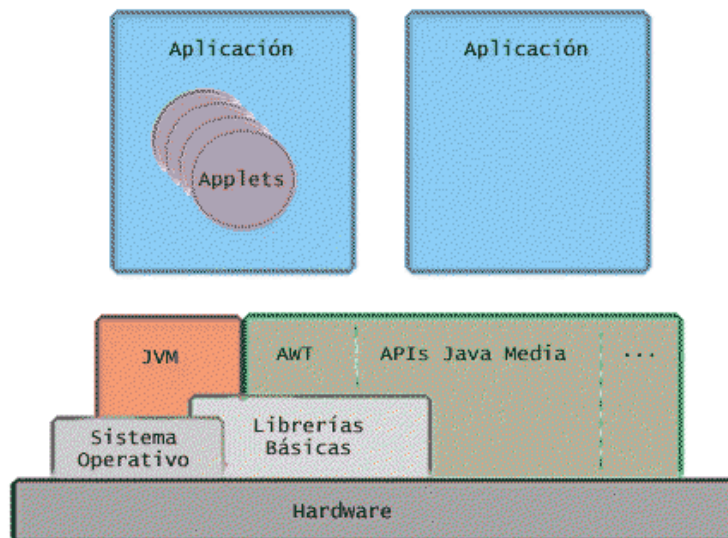 Aplicación
Aplicación
Applets
JVM
AWT
APIs Java Media
...
Librerías
Básicas
Sistema
Operativo
Hardware